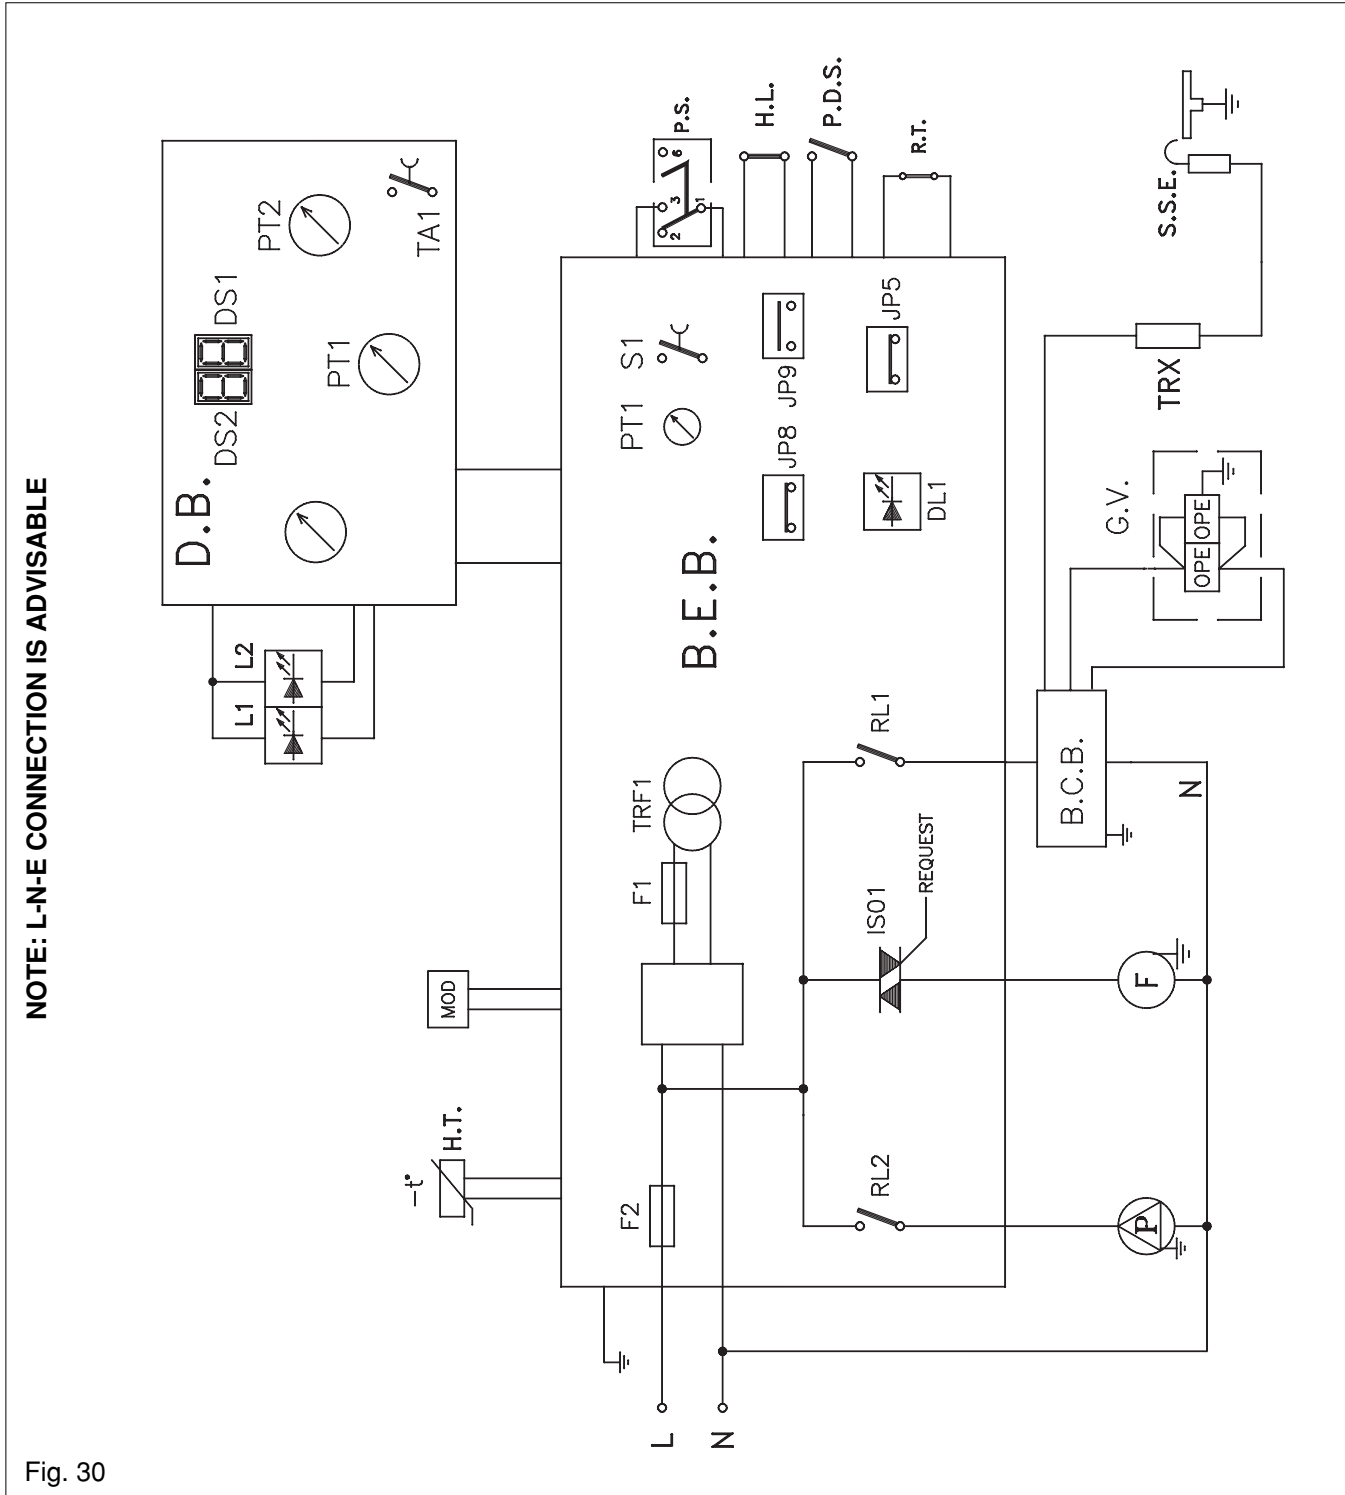 NOTE: L-N-E CONNECTION IS ADVISABLE
D.B.
DS2
DS1
PT1
PT2
TA1
L1
L2
MOD
-t°
H.T.
B.E.B.
PT1
S1
JP8
JP9
DL1
JP5
P.S.
2
3
6
1
H.L.
P.D.S.
R.T.
F2
F1
TRF1
RL2
ISO1
REQUEST
RL1
L
N
P
F
N
B.C.B.
G.V.
OPE
OPE
TRX
S.S.E.
Fig. 30